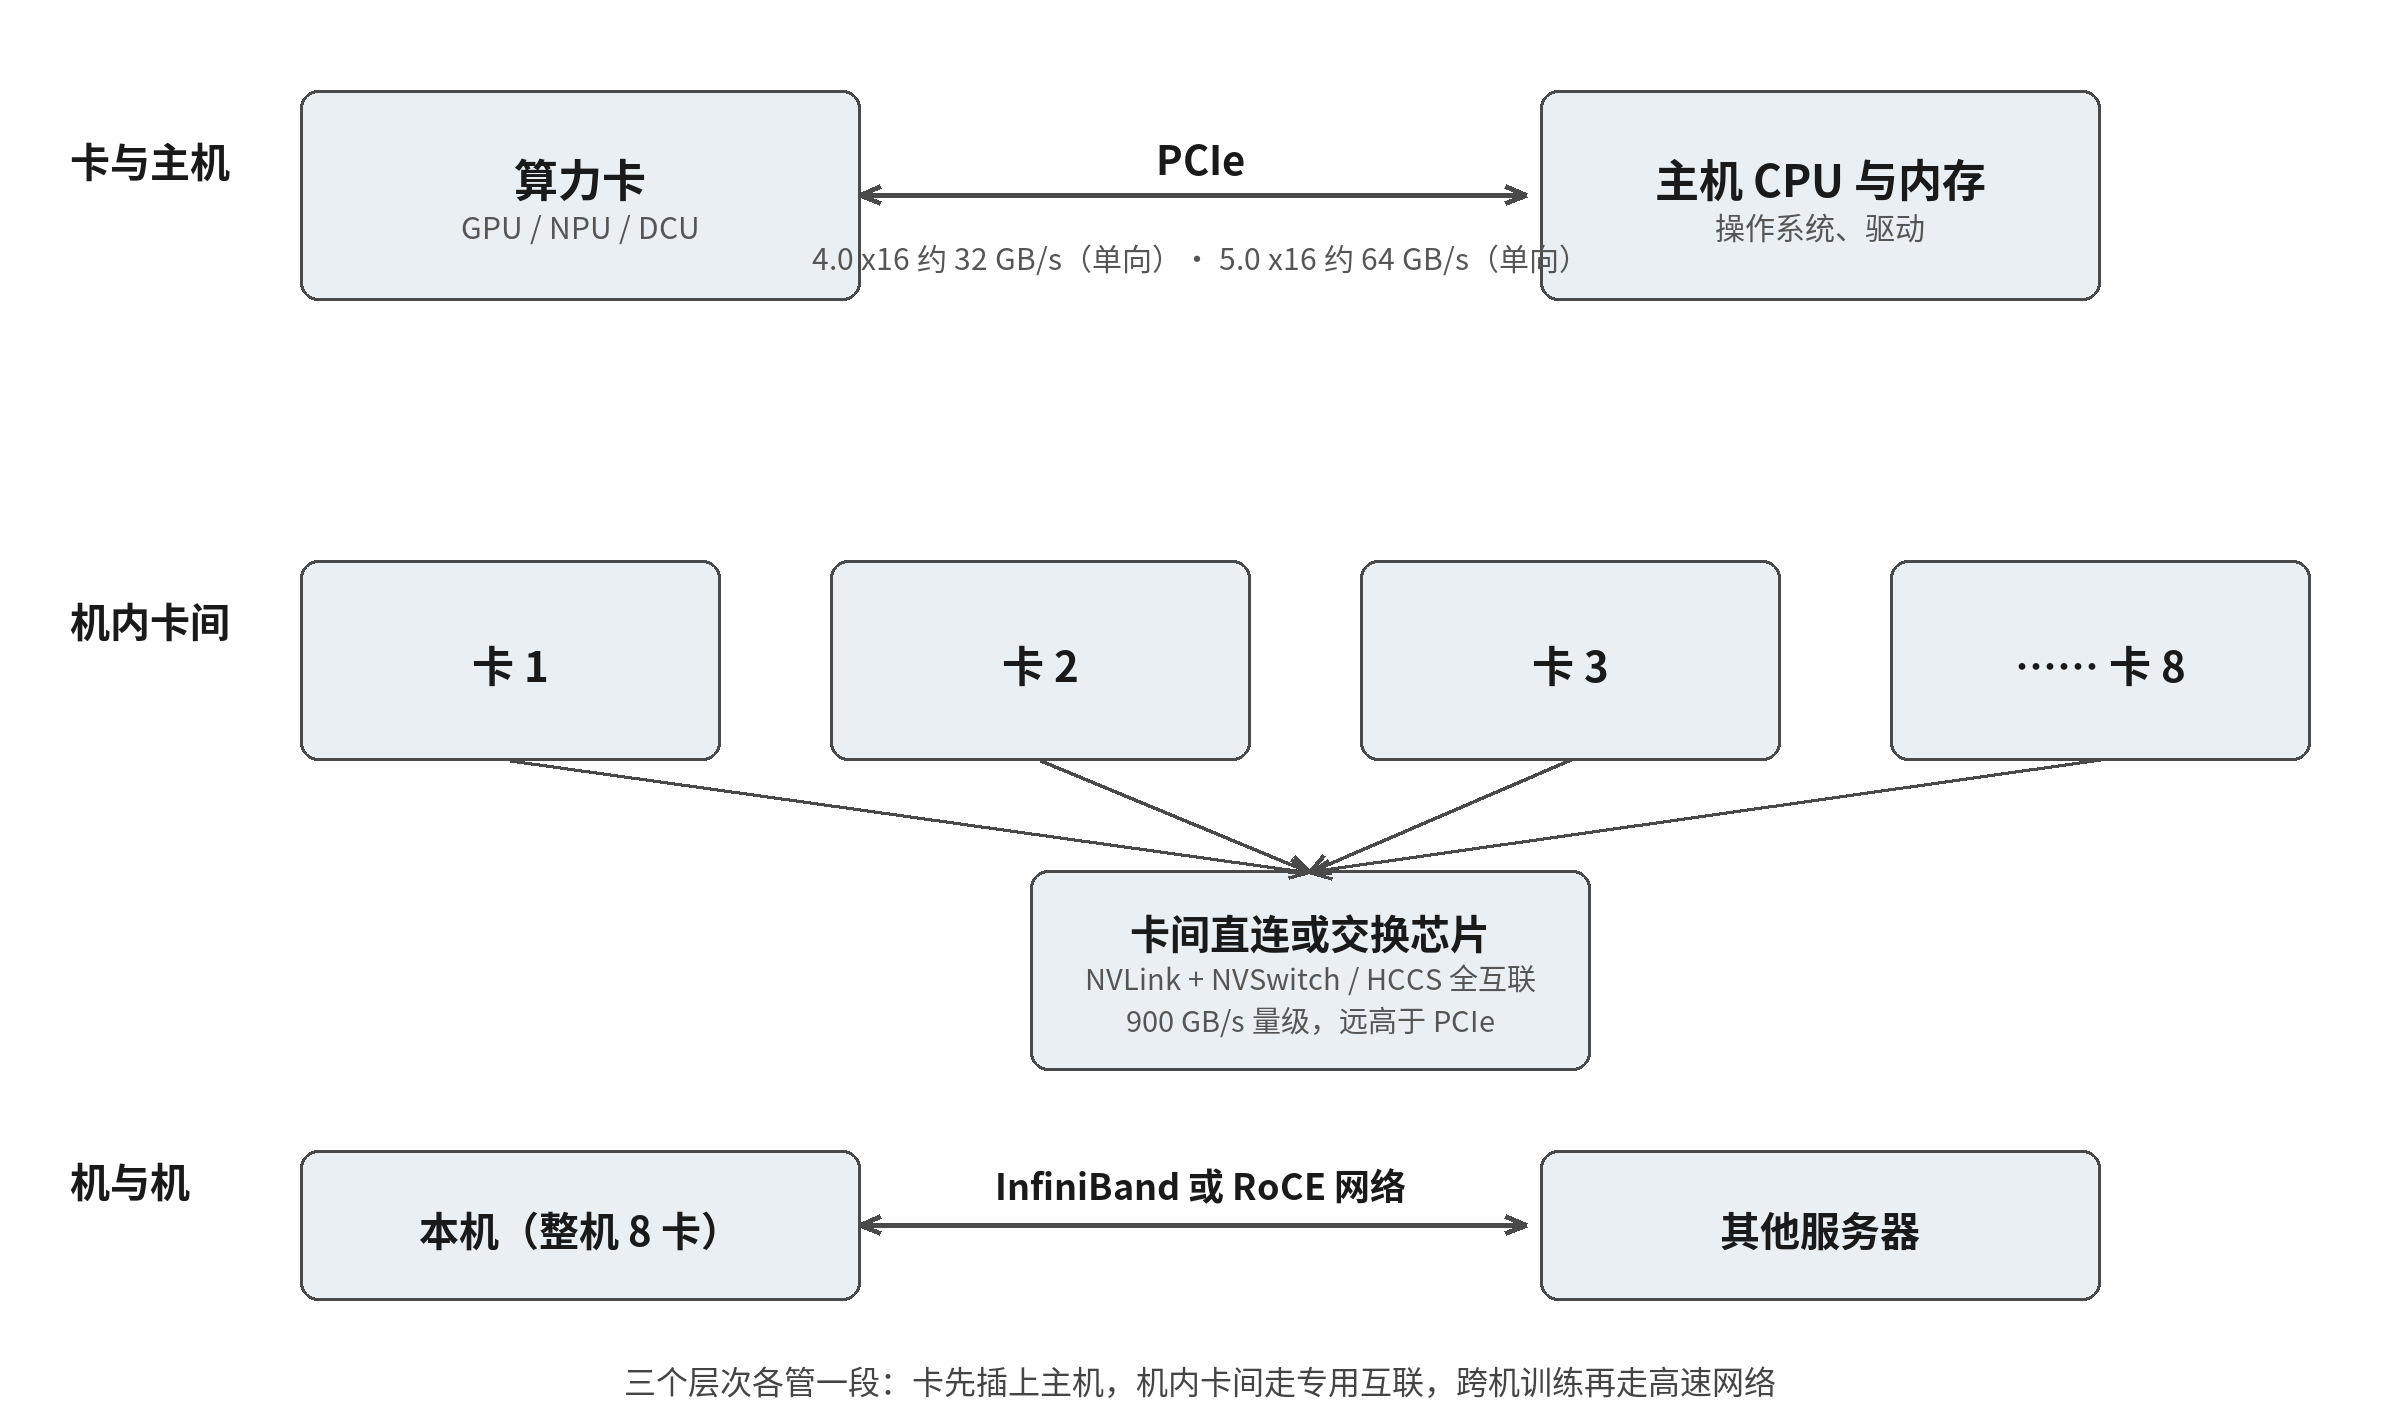 卡与主机
算力卡
GPU / NPU / DCU
PCIe
4.0 x16 约 32 GB/s（单向） · 5.0 x16 约 64 GB/s（单向）
主机 CPU 与内存
操作系统、驱动
机内卡间
卡 1
卡 2
卡 3
…… 卡 8
卡间直连或交换芯片
NVLink + NVSwitch / HCCS 全互联
900 GB/s 量级，远高于 PCIe
机与机
本机（整机 8 卡）
InfiniBand 或 RoCE 网络
其他服务器
三个层次各管一段：卡先插上主机，机内卡间走专用互联，跨机训练再走高速网络